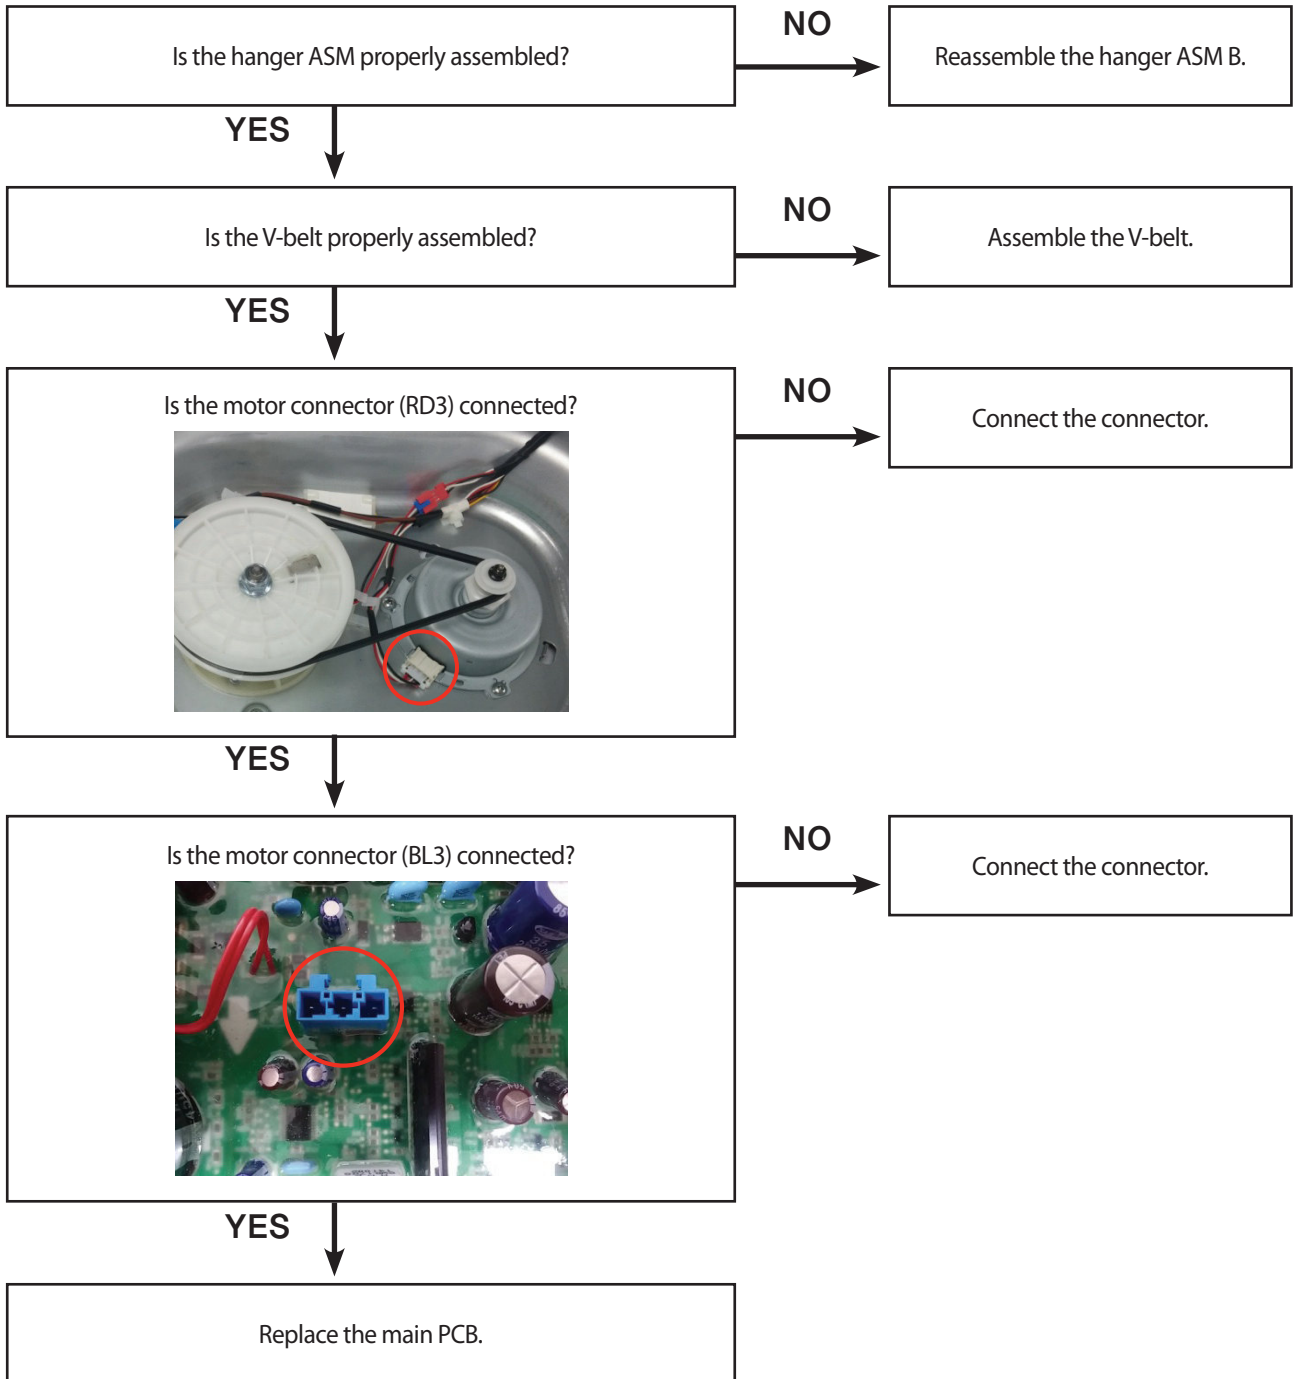 Is the hanger ASM properly assembled?
NO
Reassemble the hanger ASM B.
YES
Is the V-belt properly assembled?
NO
Assemble the V-belt.
YES
Is the motor connector (RD3) connected?
NO
Connect the connector.
YES
Is the motor connector (BL3) connected?
NO
Connect the connector.
YES
Replace the main PCB.